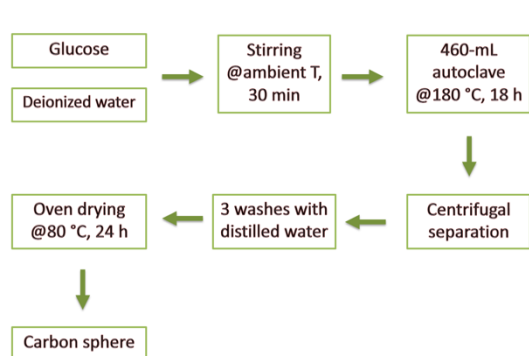 Glucose
Deionized water
Stirring
@ambient T,
30 min
460-mL
autoclave
@180 °C, 18 h
Centrifugal
separation
3 washes with
distilled water
Oven drying
@80 °C, 24 h
Carbon sphere